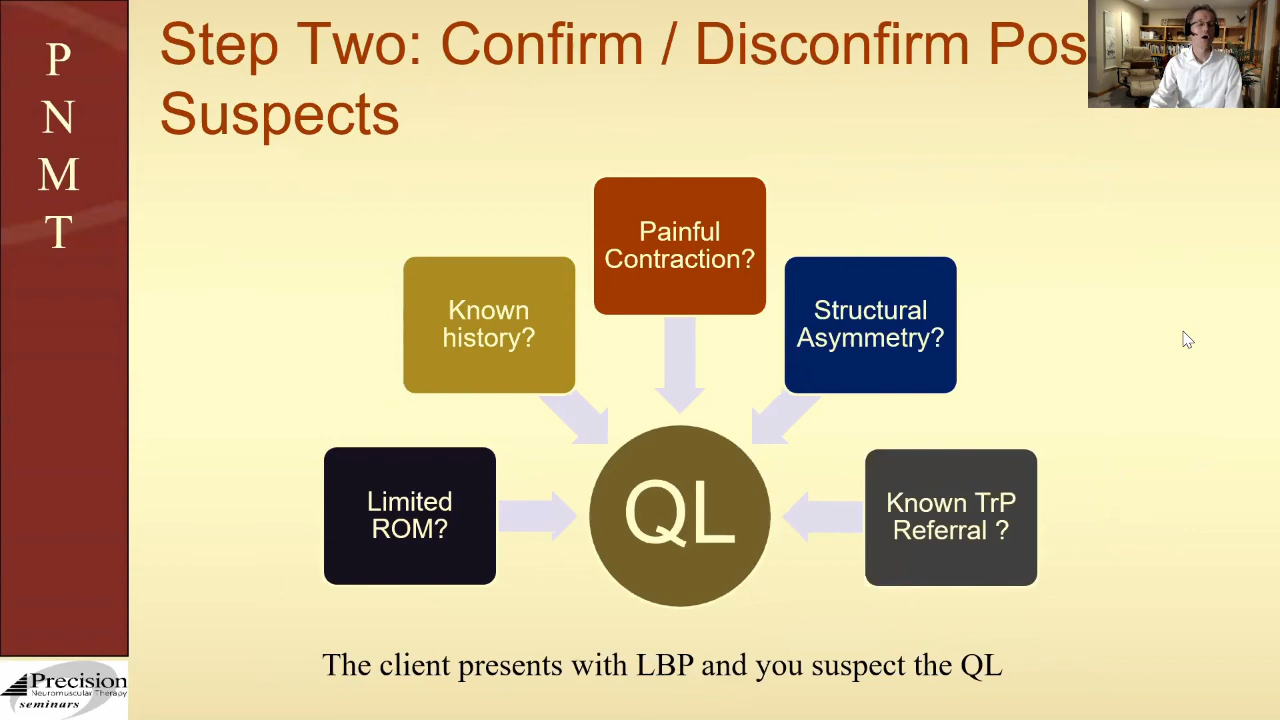 P
N
M
T
Step Two: Confirm / Disconfirm
Suspects
Painful
Contraction?
Known
history?
Structural
Asymmetry?
Limited
ROM?
QL
Known TrP
Referral ?
The client presents with LBP and you suspect the QL
Precision
Neuromuscular Therapy
seminars